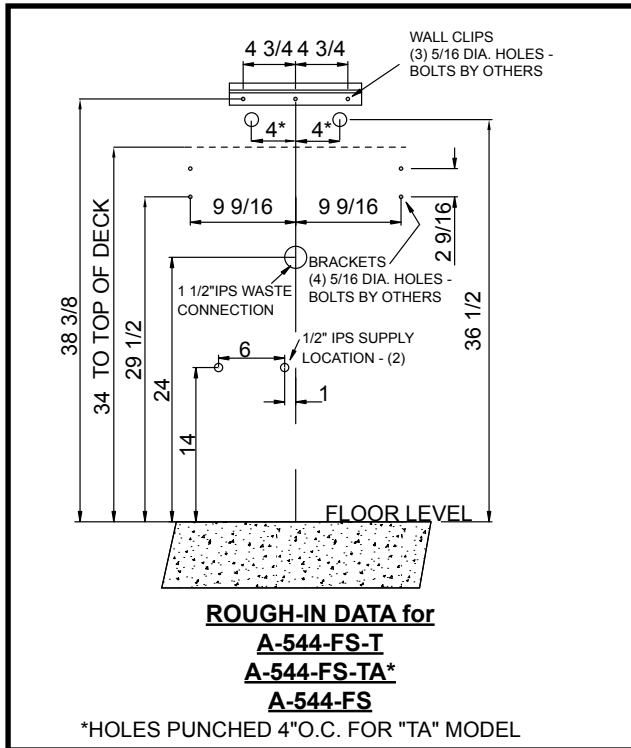 WALL CLIPS
(3) 5/16 DIA. HOLES -
BOLTS BY OTHERS
4 3/4 4 3/4
4* 4*
9 9/16 9 9/16
2 9/16
BRACKETS
(4) 5/16 DIA. HOLES -
BOLTS BY OTHERS
1 1/2"IPS WASTE
CONNECTION
38 3/8
34 TO TOP OF DECK
29 1/2
24
36 1/2
1/2" IPS SUPPLY
LOCATION - (2)
6
1
14
FLOOR LEVEL
ROUGH-IN DATA for
A-544-FS-T
A-544-FS-TA*
A-544-FS
*HOLES PUNCHED 4"O.C. FOR "TA" MODEL